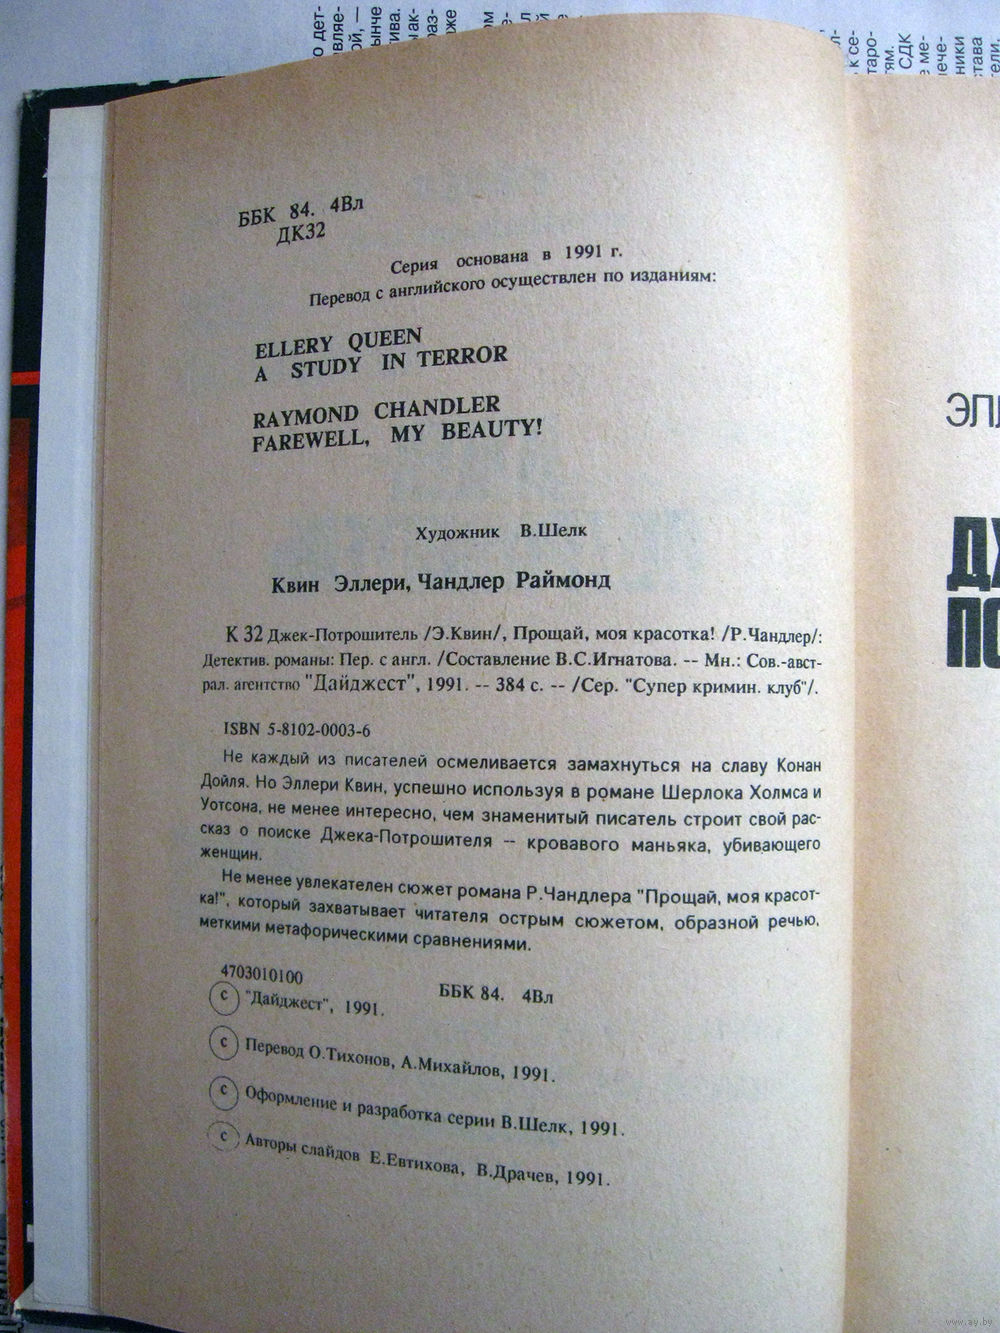 ББК 84. 4Вл
ДК32
Серия основана в 1991 г.
Перевод с английского осуществлен по изданиям:
ELLERY QUEEN
A STUDY IN TERROR
RAYMOND CHANDLER
FAREWELL, MY BEAUTY!
Художник В.Шелк
Квин Эллери, Чандлер Раймонд
К 32 Джек-Потрошитель /Э.Квин/, Прощай, моя красотка! /Р.Чандлер/:
Детектив. романы: Пер. с англ. /Составление В.С.Игнатова. -- Мн.: Сов.-авст-
рал. агентство "Дайджест", 1991. -- 384 с. -- /Сер. "Супер кримин. клуб"/.
ISBN 5-8102-0003-6
Не каждый из писателей осмеливается замахнуться на славу Конан
Дойля. Но Эллери Квин, успешно используя в романе Шерлока Холмса и
Уотсона, не менее интересно, чем знаменитый писатель строит свой рас-
сказ о поиске Джека-Потрошителя -- кровавого маньяка, убивающего
женщин.
Не менее увлекателен сюжет романа Р.Чандлера "Прощай, моя красот-
ка!", который захватывает читателя острым сюжетом, образной речью,
меткими метафорическими сравнениями.
4703010100
ББК 84. 4Вл
с "Дайджест", 1991.
с Перевод О.Тихонов, А.Михайлов, 1991.
с Оформление и разработка серии В.Шелк, 1991.
с Авторы слайдов Е.Евтихова, В.Драчев, 1991.
www.ay.by